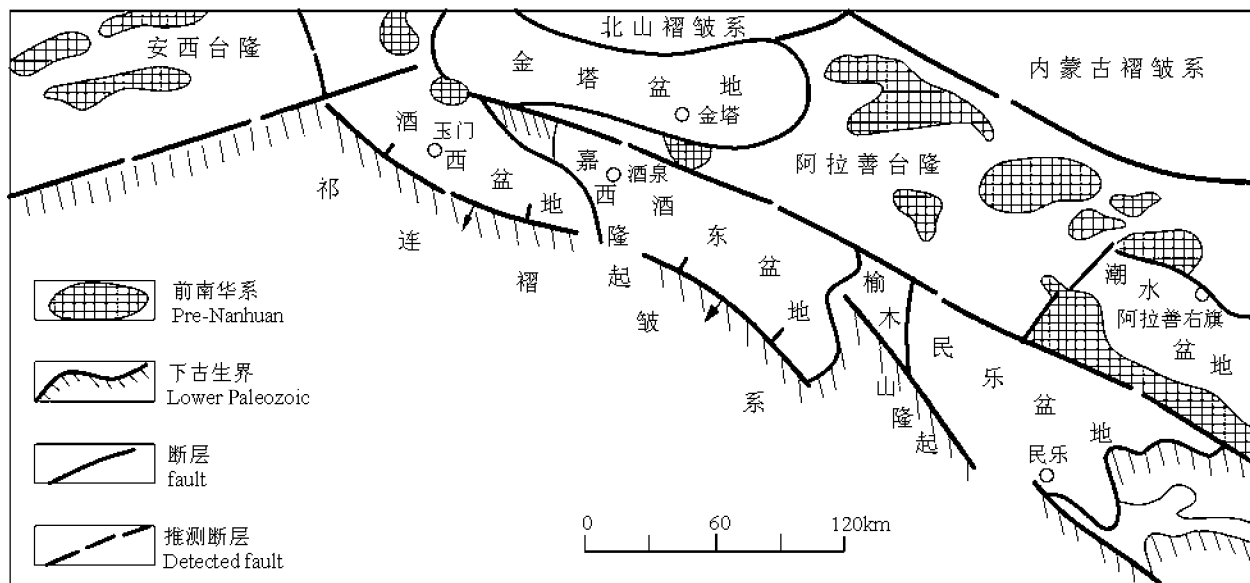 北山褶皱系
安西台隆
内蒙古褶皱系
金塔盆地
金塔
阿拉善台隆
酒西盆地
玉门
嘉西隆起
酒泉
酒东盆地
祁连褶皱系
榆木山隆起
民乐盆地
民乐
潮水盆地
阿拉善右旗
前南华系
Pre-Nanhuan
下古生界
Lower Paleozoic
断层
fault
推测断层
Detected fault
0 60 120km